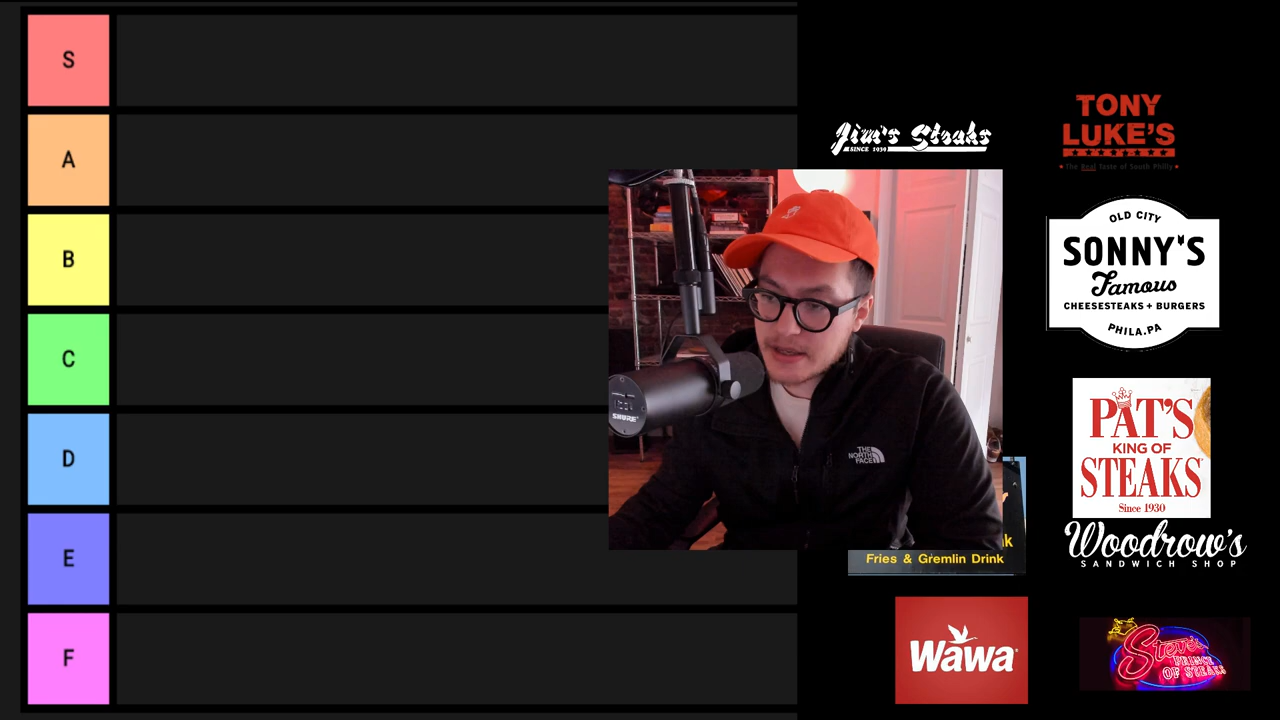 S
A
B
C
D
E
F
Jim's Steaks
SINCE 1939
TONY
LUKE'S
The Real Taste of South Philly
OLD CITY
SONNY'S
Famous
CHEESESTEAKS + BURGERS
PHILA.PA
PAT'S
KING OF
STEAKS
Since 1930
Woodrow's
SANDWICH SHOP
Fries & Gremlin Drink
Wawa
Steve's
PRINCE
OF STEAKS
THE
NORTH
FACE
SHURE